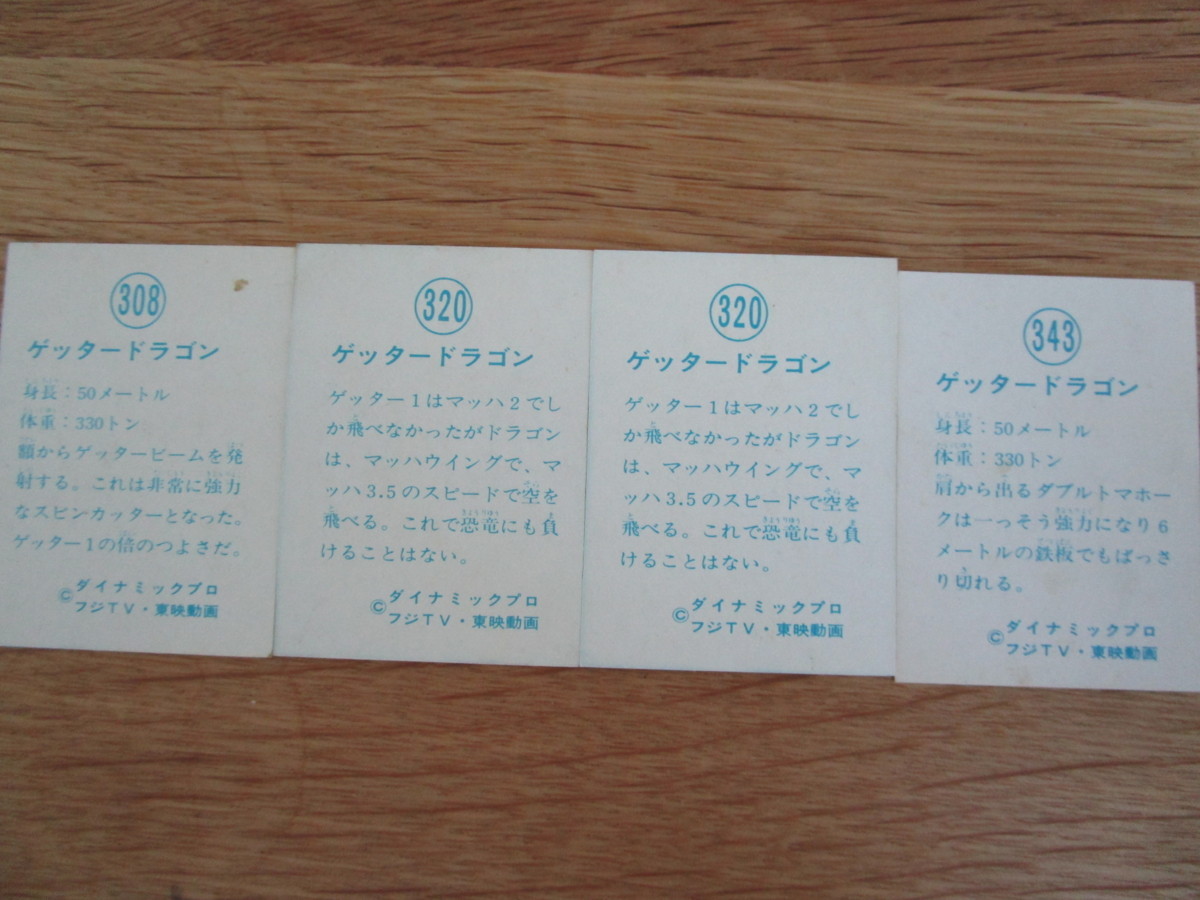 308
ゲッタードラゴン
身長：50メートル
体重：330トン
額からゲッタービームを発
射する。これは非常に強力
なスピンカッターとなった。
ゲッター1の倍のつよさだ。
©ダイナミックプロ
フジTV・東映動画
320
ゲッタードラゴン
ゲッター1はマッハ2でし
か飛べなかったがドラゴン
は、マッハウイングで、マ
ッハ3.5のスピードで空を
飛べる。これで恐竜にも負
けることはない。
©ダイナミックプロ
フジTV・東映動画
320
ゲッタードラゴン
ゲッター1はマッハ2でし
か飛べなかったがドラゴン
は、マッハウイングで、マ
ッハ3.5のスピードで空を
飛べる。これで恐竜にも負
けることはない。
©ダイナミックプロ
フジTV・東映動画
343
ゲッタードラゴン
身長：50メートル
体重：330トン
肩から出るダブルトマホー
クは一っそう強力になり6
メートルの鉄板でもばっさ
り切れる。
©ダイナミックプロ
フジTV・東映動画